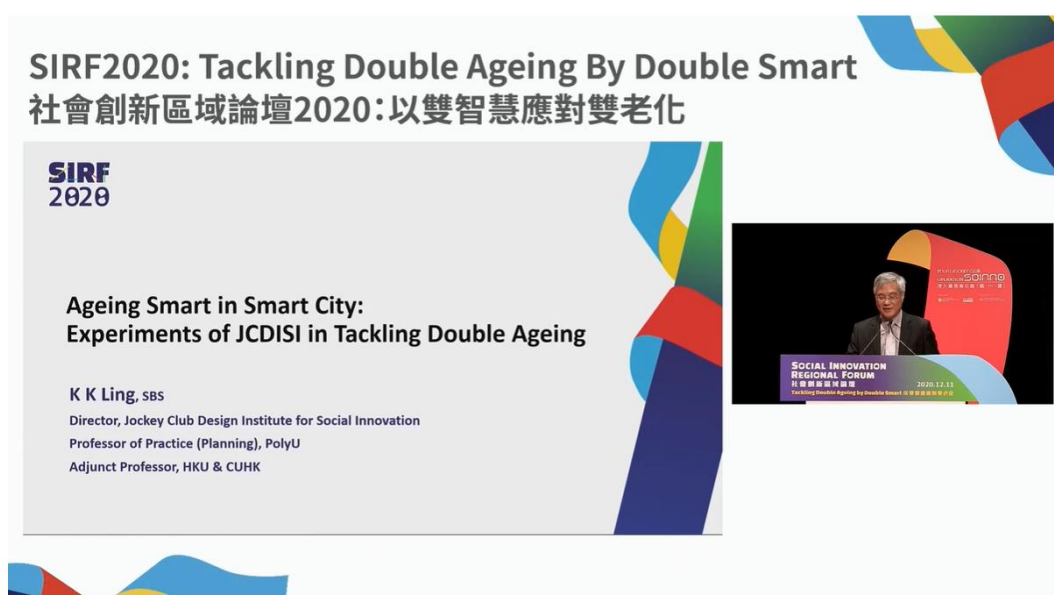 SIRF2020: Tackling Double Ageing By Double Smart
社會創新區域論壇2020：以雙智慧應對雙老化
SIRF
2020
Ageing Smart in Smart City:
Experiments of JCDISI in Tackling Double Ageing
K K Ling, SBS
Director, Jockey Club Design Institute for Social Innovation
Professor of Practice (Planning), PolyU
Adjunct Professor, HKU & CUHK
SOINNO
SOCIAL INNOVATION
REGIONAL FORUM
社會創新區域論壇
2020.12.11
Tackling Double Ageing by Double Smart